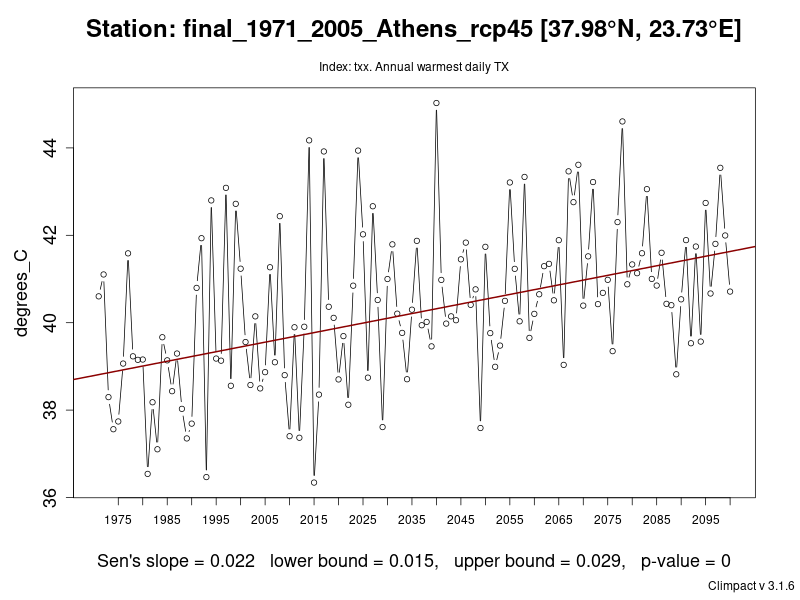 Station: final_1971_2005_Athens_rcp45 [37.98°N, 23.73°E]
Index: txx. Annual warmest daily TX
degrees_C
44
42
40
38
36
1975 1985 1995 2005 2015 2025 2035 2045 2055 2065 2075 2085 2095
Sen's slope = 0.022 lower bound = 0.015, upper bound = 0.029, p-value = 0
Climpact v 3.1.6